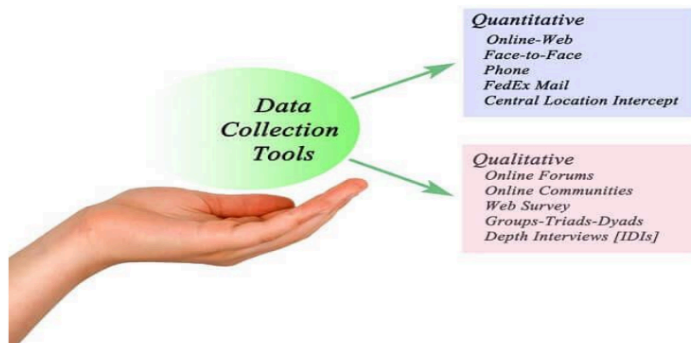 Data
Collection
Tools
Quantitative
Online-Web
Face-to-Face
Phone
FedEx Mail
Central Location Intercept
Qualitative
Online Forums
Online Communities
Web Survey
Groups-Triads-Dyads
Depth Interviews [IDIs]